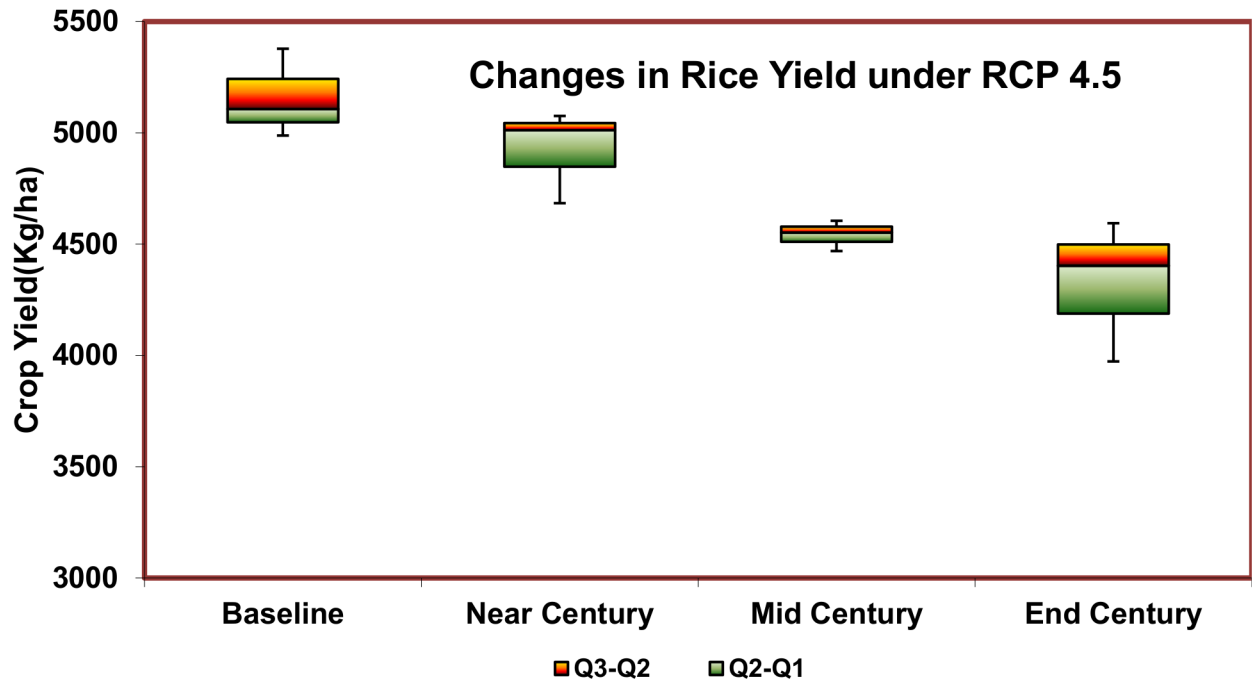 Changes in Rice Yield under RCP 4.5
Crop Yield(Kg/ha)
5500
5000
4500
4000
3500
3000
Baseline Near Century Mid Century End Century
Q3-Q2 Q2-Q1